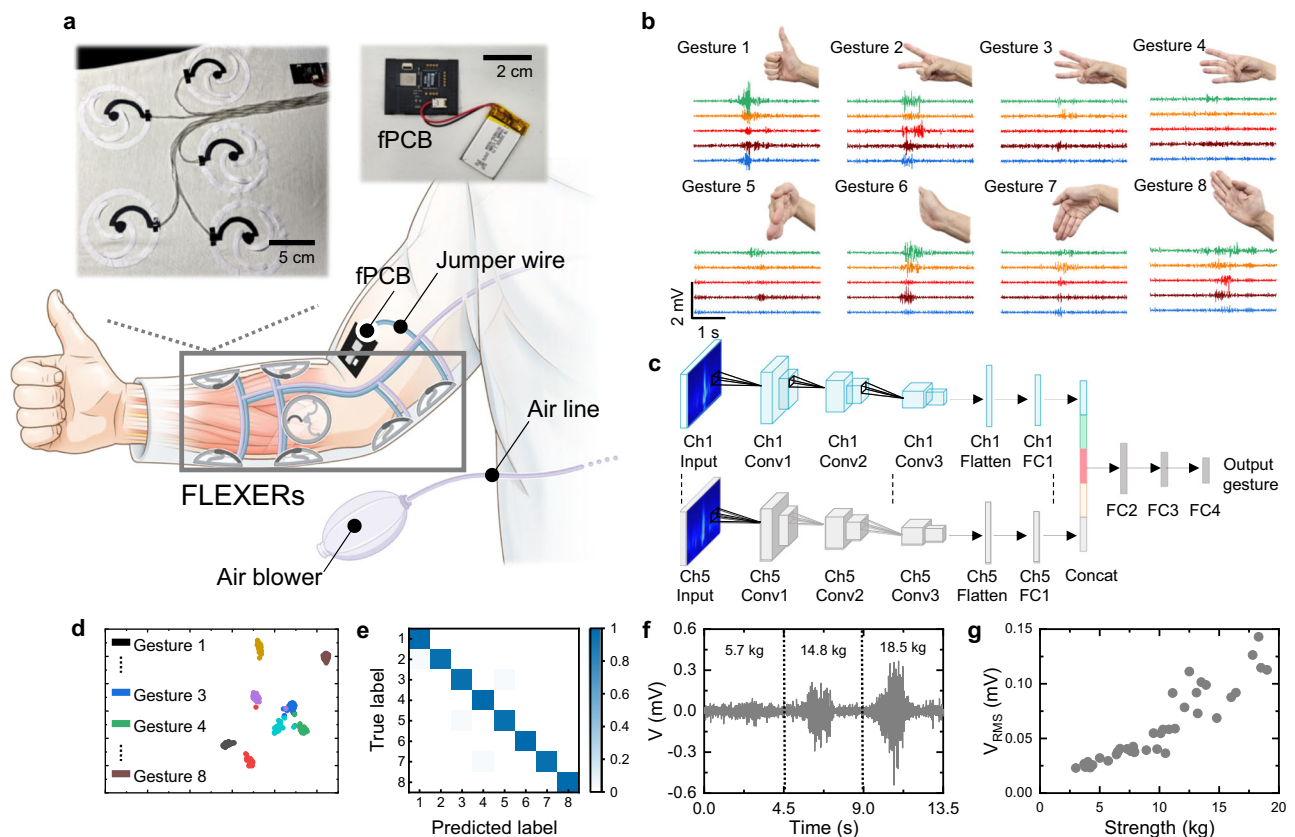 a
2 cm
fPCB
5 cm
fPCB
Jumper wire
Air line
FLEXERs
Air blower
b
Gesture 1
Gesture 2
Gesture 3
Gesture 4
Gesture 5
Gesture 6
Gesture 7
Gesture 8
2 mV
1 s
c
Ch1 Input
Ch1 Conv1
Ch1 Conv2
Ch1 Conv3
Ch1 Flatten
Ch1 FC1
Ch5 Input
Ch5 Conv1
Ch5 Conv2
Ch5 Conv3
Ch5 Flatten
Ch5 FC1
Concat
FC2
FC3
FC4
Output gesture
d
Gesture 1
Gesture 3
Gesture 4
Gesture 8
e
True label
1
2
3
4
5
6
7
8
1 2 3 4 5 6 7 8
Predicted label
1
0.8
0.6
0.4
0.2
0
f
V (mV)
0.6
0.3
0.0
-0.3
-0.6
5.7 kg
14.8 kg
18.5 kg
0.0 4.5 9.0 13.5
Time (s)
g
VRMS (mV)
0.15
0.10
0.05
0.00
0 5 10 15 20
Strength (kg)